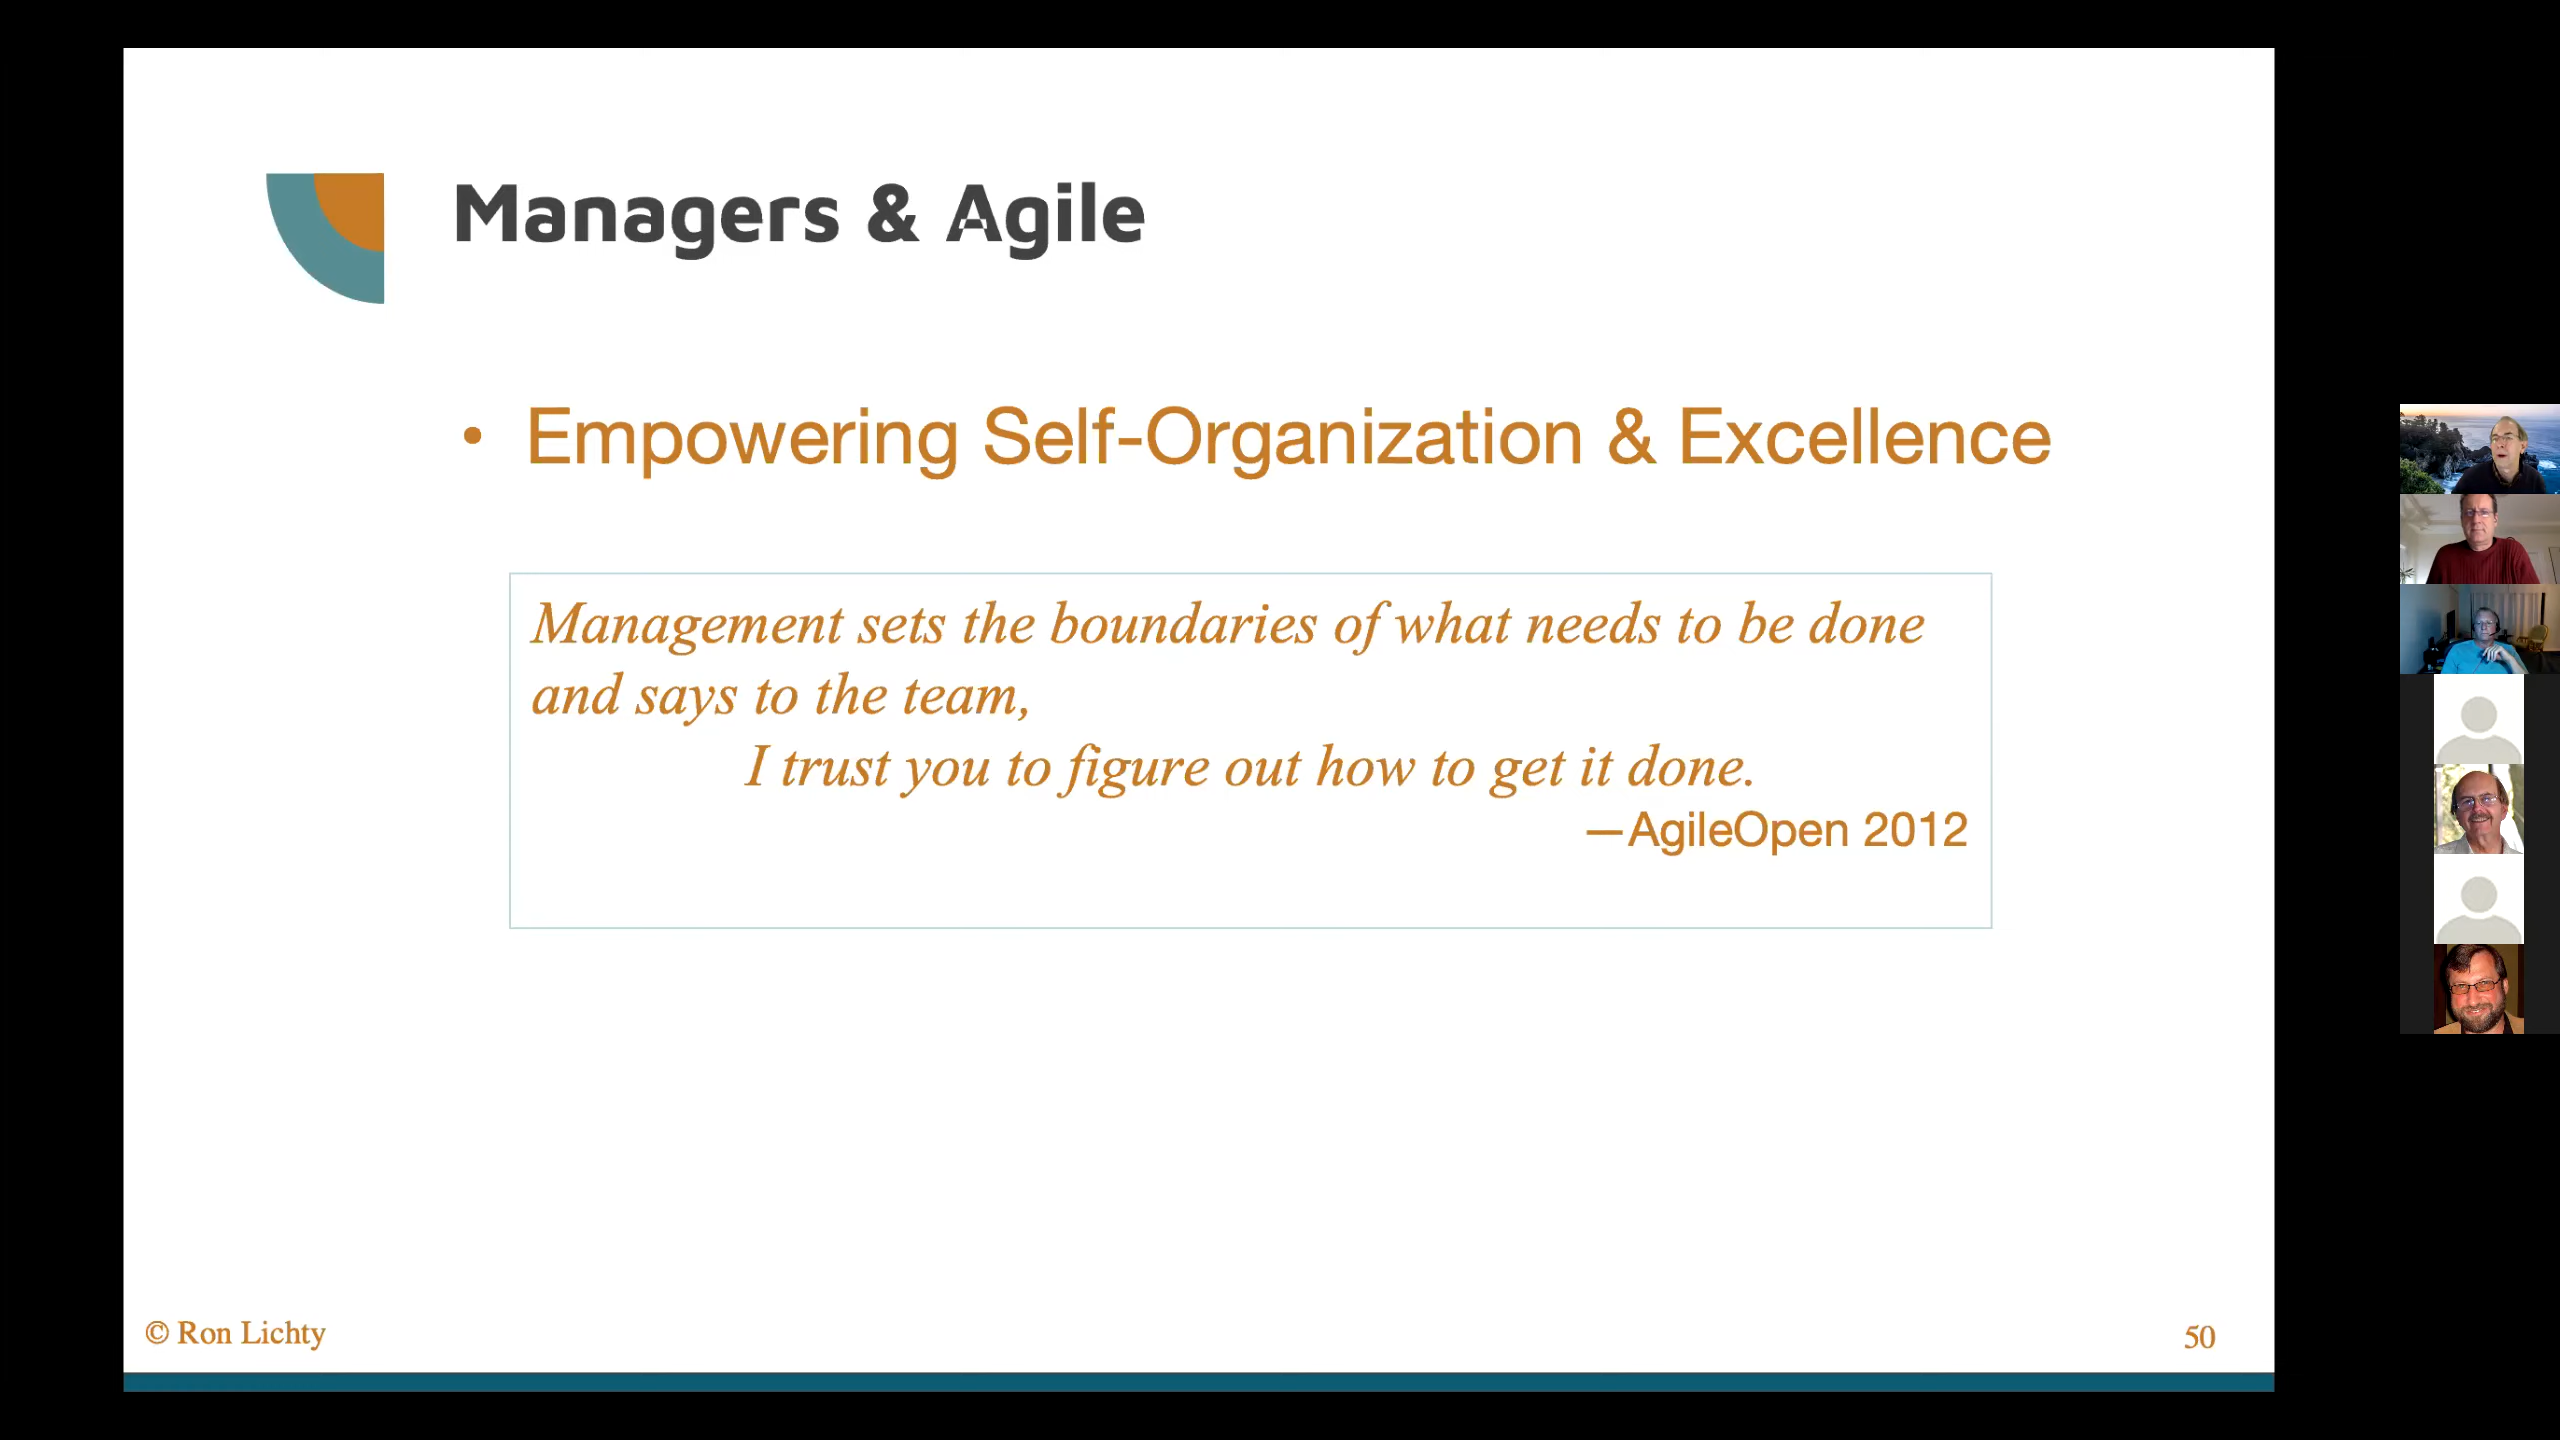 Managers & Agile
• Empowering Self-Organization & Excellence
Management sets the boundaries of what needs to be done
and says to the team,
I trust you to figure out how to get it done.
—AgileOpen 2012
© Ron Lichty
50